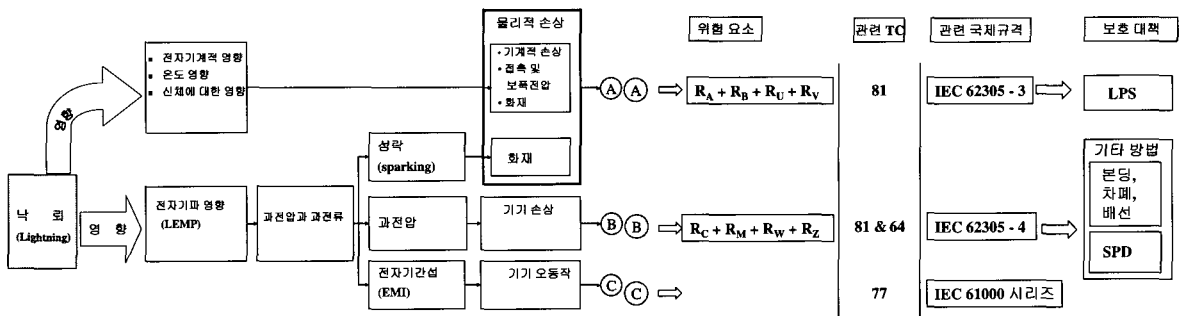 물리적 손상
위험 요소
관련 TC
관련 국제규격
보호 대책
▪ 전자기계적 영향
▪ 온도 영향
▪ 신체에 대한 영향
• 기계적 손상
• 접촉 및
보폭전압
• 화재
A A
R_A + R_B + R_U + R_V
81
IEC 62305 - 3
LPS
영향
섬락
(sparking)
화재
기타 방법
본딩,
차폐,
배선
낙 뢰
(Lightning)
영 향
전자기파 영향
(LEMP)
과전압과 과전류
과전압
기기 손상
B B
R_C + R_M + R_W + R_Z
81 & 64
IEC 62305 - 4
SPD
전자기간섭
(EMI)
기기 오동작
C C
77
IEC 61000 시리즈